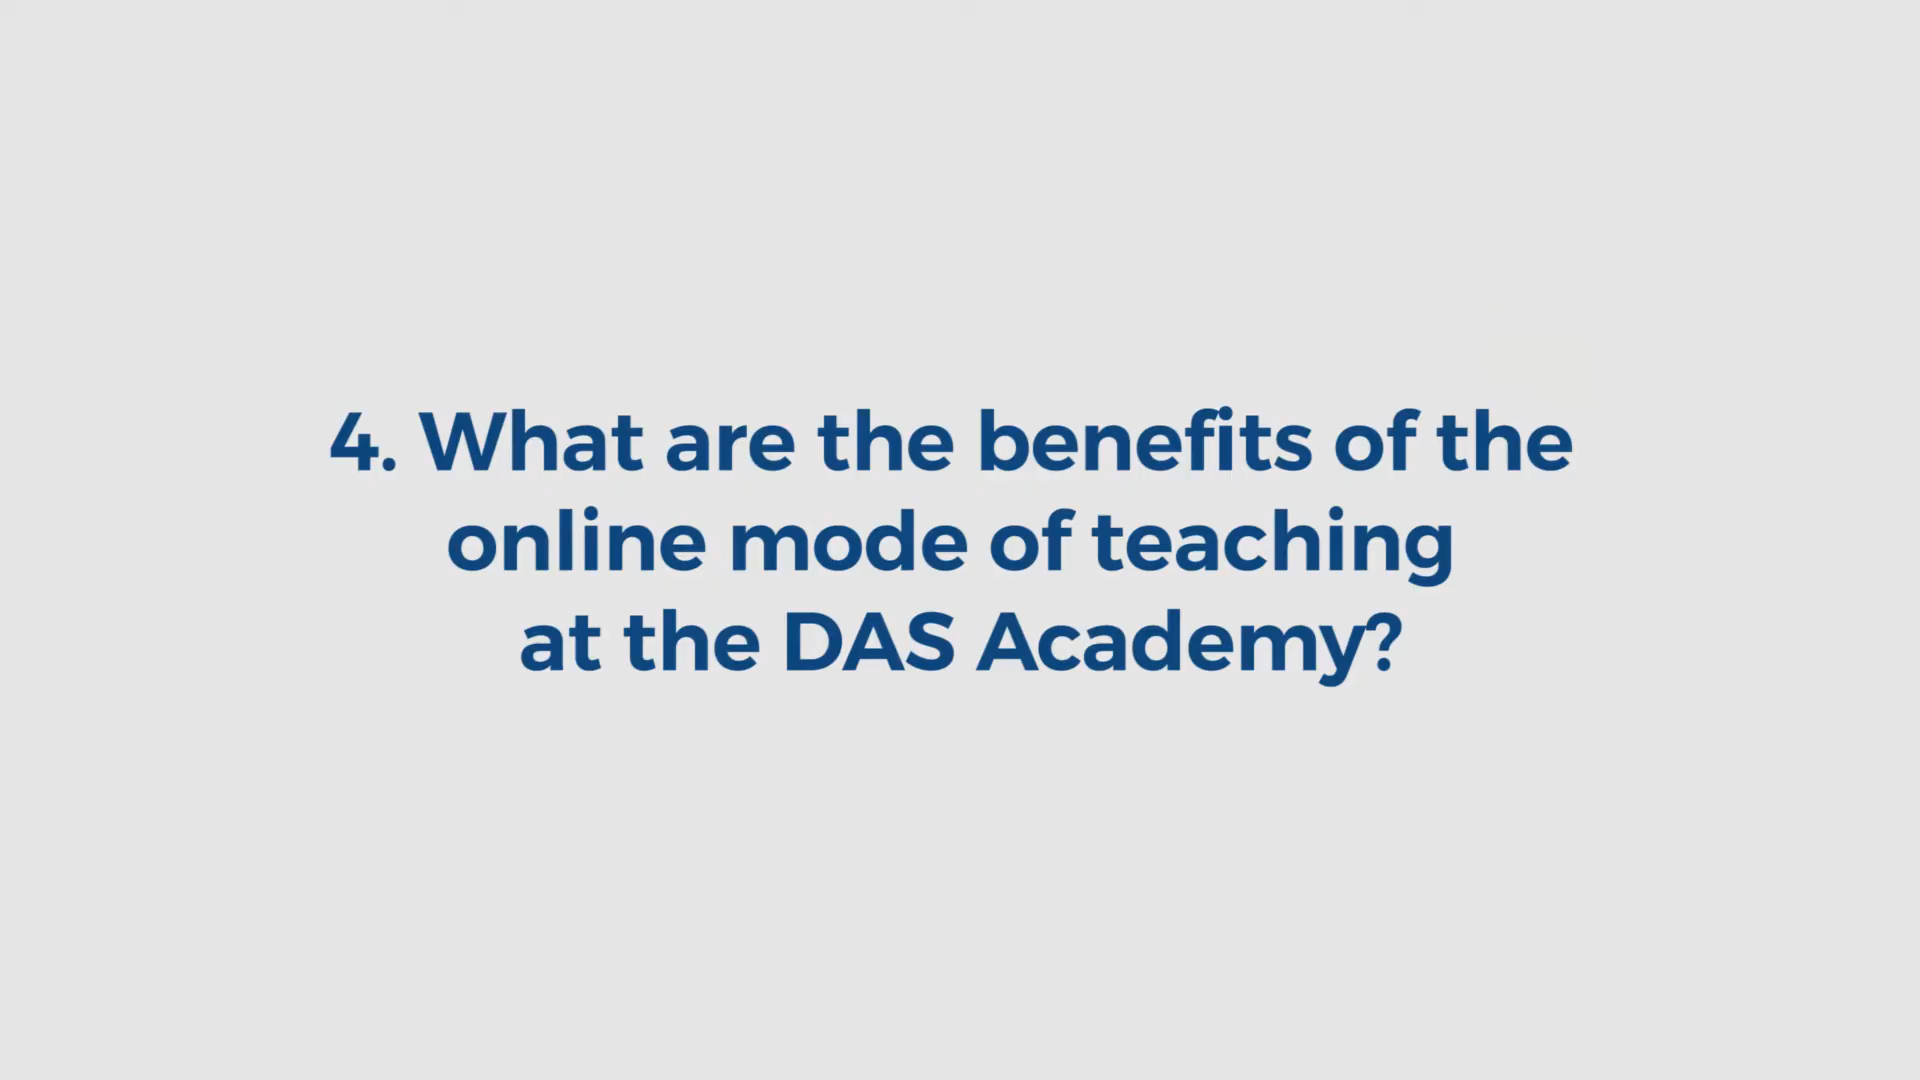 4. What are the benefits of the
online mode of teaching
at the DAS Academy?